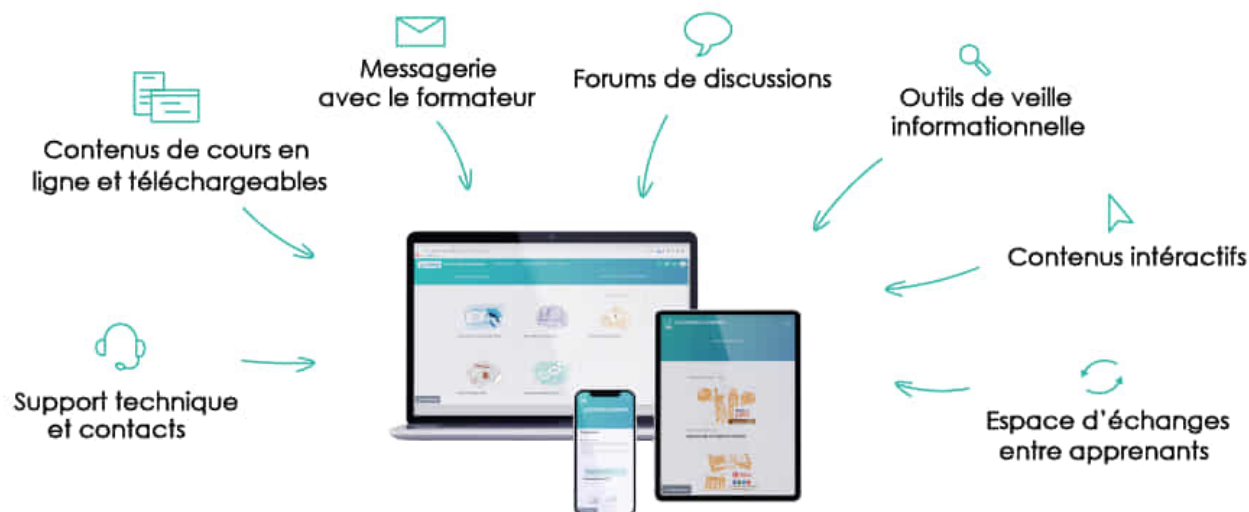 Messagerie
avec le formateur
Forums de discussions
Outils de veille
informationnelle
Contenus de cours en
ligne et téléchargeables
Contenus intéractifs
Support technique
et contacts
Espace d'échanges
entre apprenants